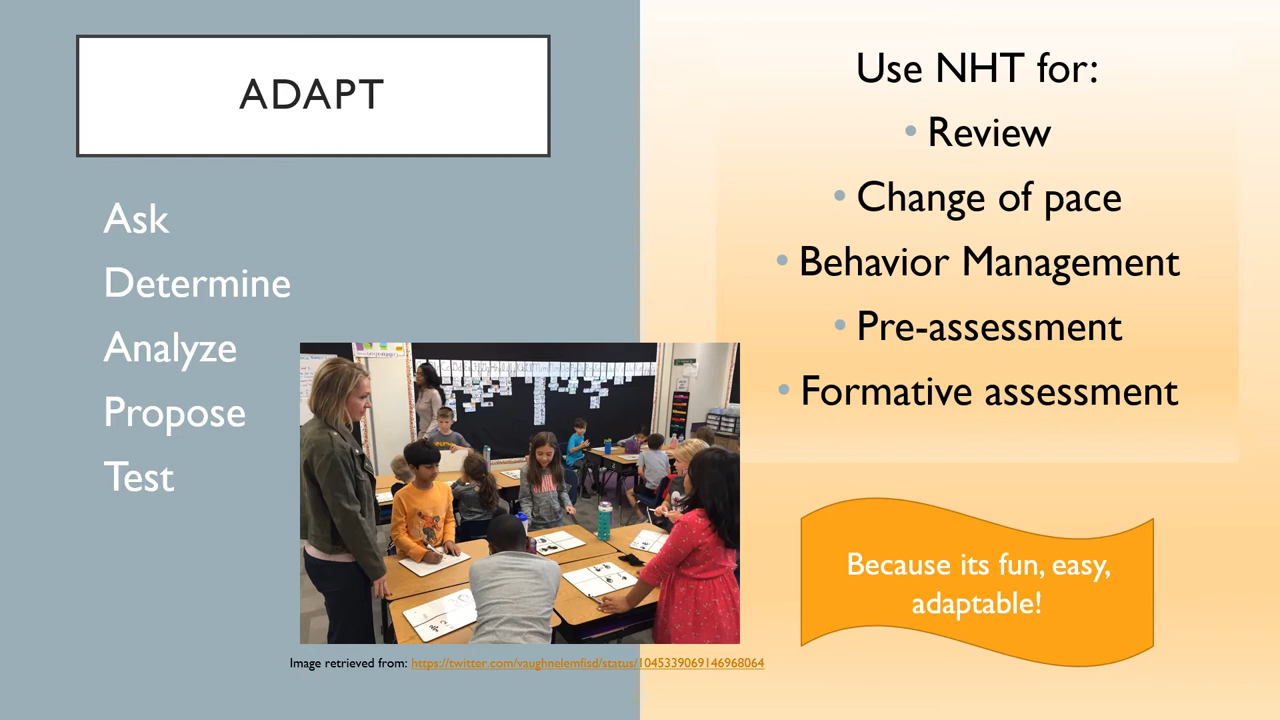 ADAPT
Ask
Determine
Analyze
Propose
Test
Image retrieved from: https://twitter.com/vaughnelemfisd/status/1045339069146968064
Use NHT for:
• Review
• Change of pace
• Behavior Management
• Pre-assessment
• Formative assessment
Because its fun, easy,
adaptable!